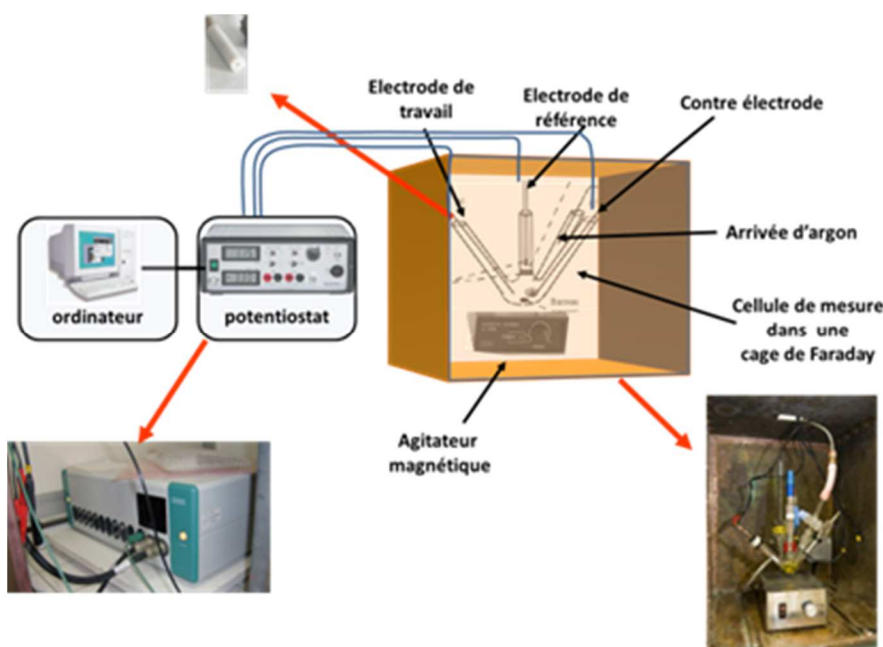 Electrode de
travail
Electrode de
référence
Contre électrode
Arrivée d'argon
Cellule de mesure
dans une
cage de Faraday
ordinateur
potentiostat
Agitateur
magnétique